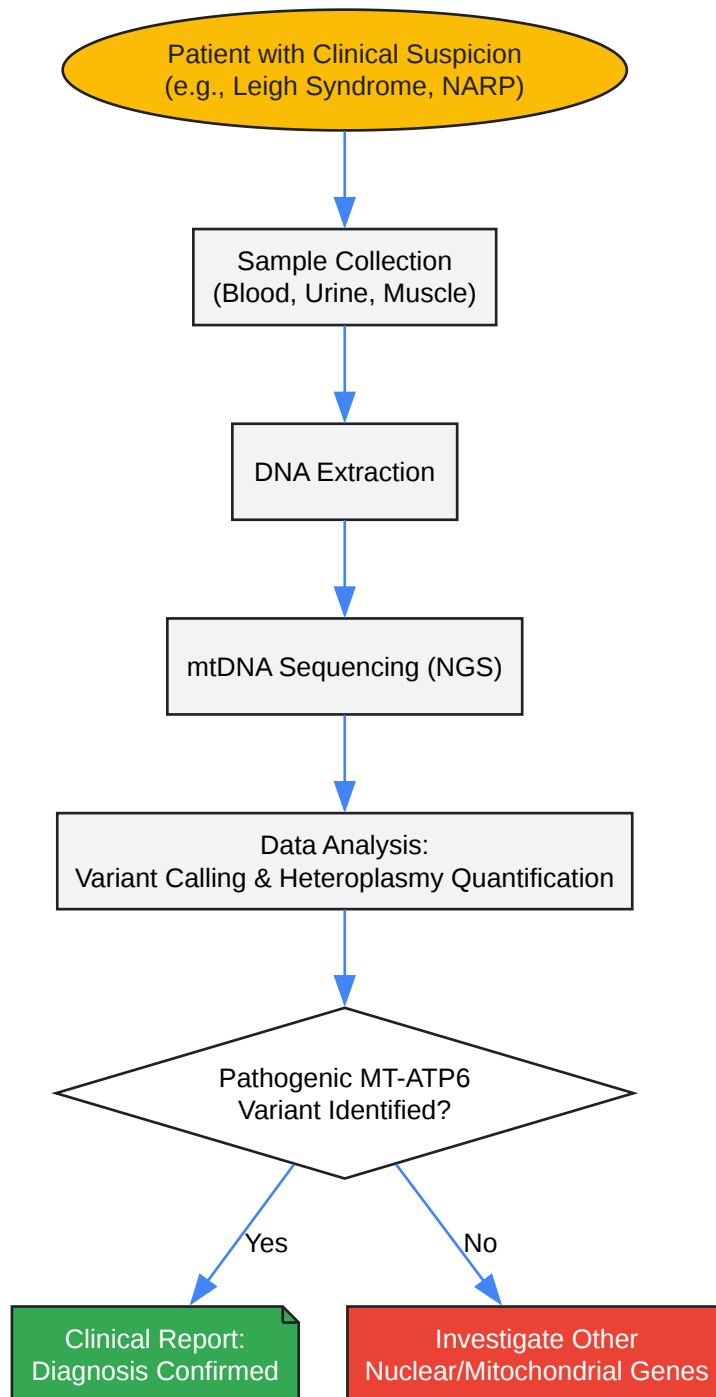 Patient with Clinical Suspicion
(e.g., Leigh Syndrome, NARP)
Sample Collection
(Blood, Urine, Muscle)
DNA Extraction
mtDNA Sequencing (NGS)
Data Analysis:
Variant Calling & Heteroplasmy Quantification
Pathogenic MT-ATP6
Variant Identified?
Yes
No
Clinical Report:
Diagnosis Confirmed
Investigate Other
Nuclear/Mitochondrial Genes